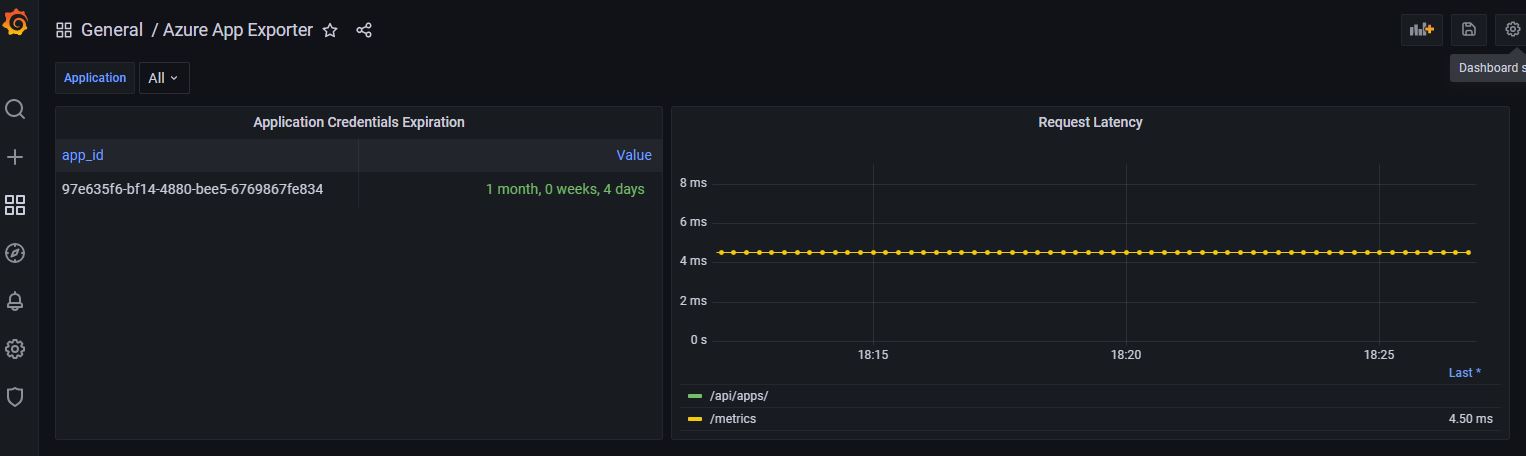 General / Azure App Exporter
Dashboard s
Application All
Application Credentials Expiration
app_id Value
97e635f6-bf14-4880-bee5-6769867fe834 1 month, 0 weeks, 4 days
Request Latency
8 ms
6 ms
4 ms
2 ms
0 s
18:15 18:20 18:25
Last *
/api/apps/
/metrics 4.50 ms